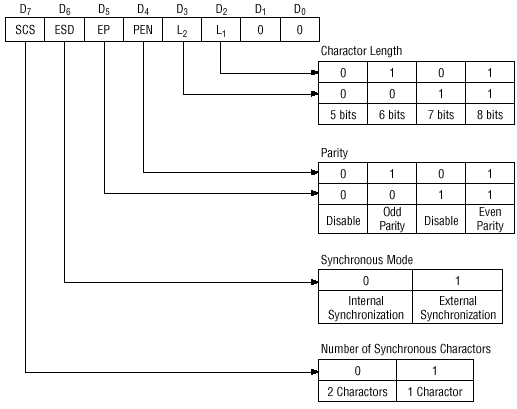 D7 D6 D5 D4 D3 D2 D1 D0
SCS ESD EP PEN L2 L1 0 0
Charactor Length
0 1 0 1
0 0 1 1
5 bits 6 bits 7 bits 8 bits
Parity
0 1 0 1
0 0 1 1
Disable Odd Parity Disable Even Parity
Synchronous Mode
0 1
Internal Synchronization External Synchronization
Number of Synchronous Charactors
0 1
2 Charactors 1 Charactor